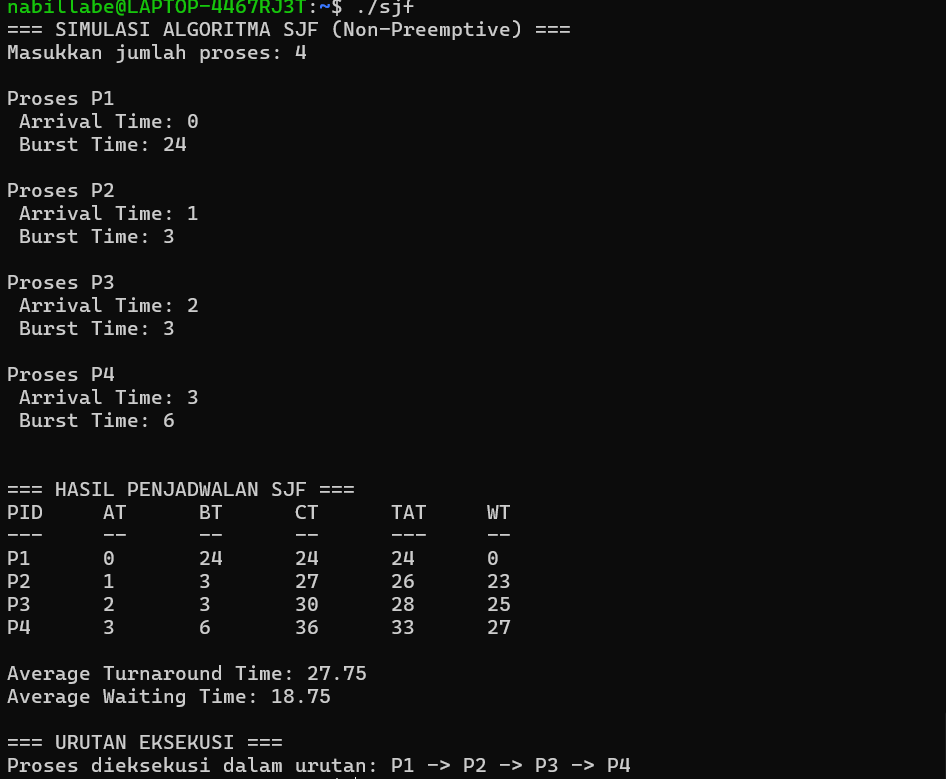 nabillabe@LAPTOP-4467RJ3T:~$ ./sjf
=== SIMULASI ALGORITMA SJF (Non-Preemptive) ===
Masukkan jumlah proses: 4
Proses P1
Arrival Time: 0
Burst Time: 24
Proses P2
Arrival Time: 1
Burst Time: 3
Proses P3
Arrival Time: 2
Burst Time: 3
Proses P4
Arrival Time: 3
Burst Time: 6
=== HASIL PENJADWALAN SJF ===
PID AT BT CT TAT WT
--- -- -- -- --- --
P1 0 24 24 24 0
P2 1 3 27 26 23
P3 2 3 30 28 25
P4 3 6 36 33 27
Average Turnaround Time: 27.75
Average Waiting Time: 18.75
=== URUTAN EKSEKUSI ===
Proses dieksekusi dalam urutan: P1 -> P2 -> P3 -> P4